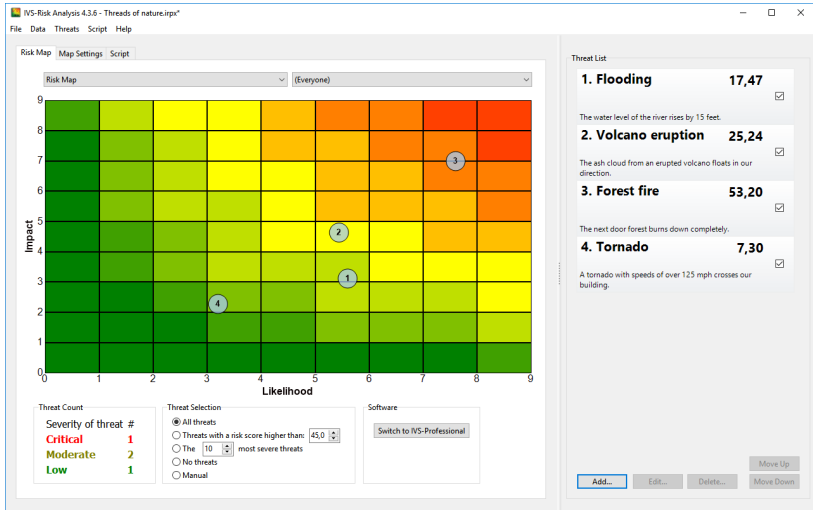 IVS-Risk Analysis 4.3.6 - Threads of nature.irpx*
File Data Threats Script Help
Risk Map Map Settings Script
Risk Map (Everyone)
9
8
7
6
5
4
3
2
1
0
Impact
3
2
1
4
0 1 2 3 4 5 6 7 8 9
Likelihood
Threat Count
Severity of threat #
Critical 1
Moderate 2
Low 1
Threat Selection
All threats
Threats with a risk score higher than: 45,0
The 10 most severe threats
No threats
Manual
Software
Switch to IVS-Professional
Threat List
1. Flooding 17,47
The water level of the river rises by 15 feet.
2. Volcano eruption 25,24
The ash cloud from an erupted volcano floats in our
direction.
3. Forest fire 53,20
The next door forest burns down completely.
4. Tornado 7,30
A tornado with speeds of over 125 mph crosses our
building.
Move Up
Add... Edit... Delete... Move Down